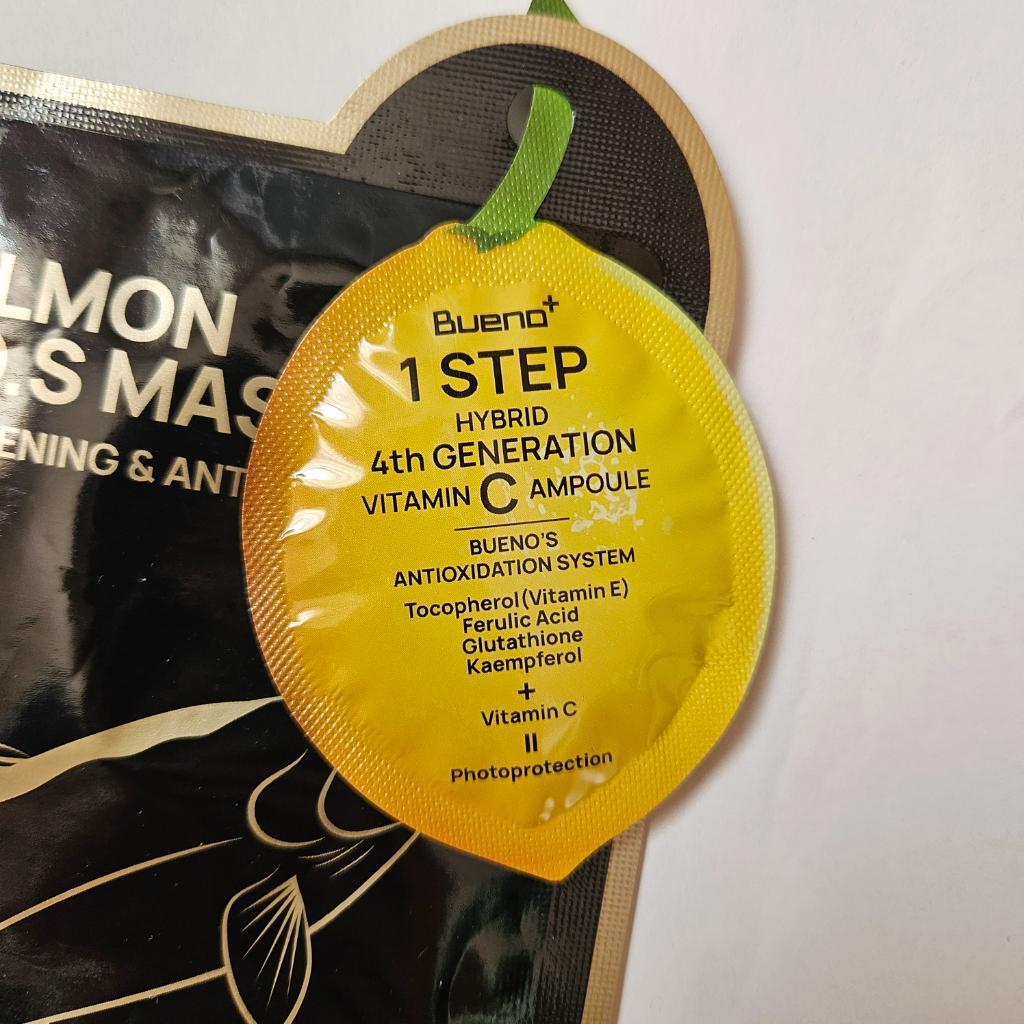 LMON
.S MAS
ENING & ANT
Bueno+
1 STEP
HYBRID
4th GENERATION
VITAMIN C AMPOULE
BUENO'S
ANTIOXIDATION SYSTEM
Tocopherol(Vitamin E)
Ferulic Acid
Glutathione
Kaempferol
+
Vitamin C
=
Photoprotection